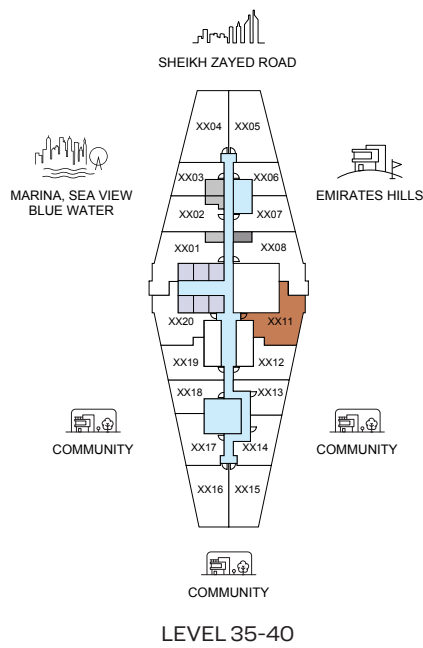 SHEIKH ZAYED ROAD
XX04
XX05
MARINA, SEA VIEW
BLUE WATER
EMIRATES HILLS
XX03
XX06
XX02
XX07
XX01
XX08
XX20
XX11
XX19
XX12
XX18
XX13
COMMUNITY
COMMUNITY
XX17
XX14
XX16
XX15
COMMUNITY
LEVEL 35-40